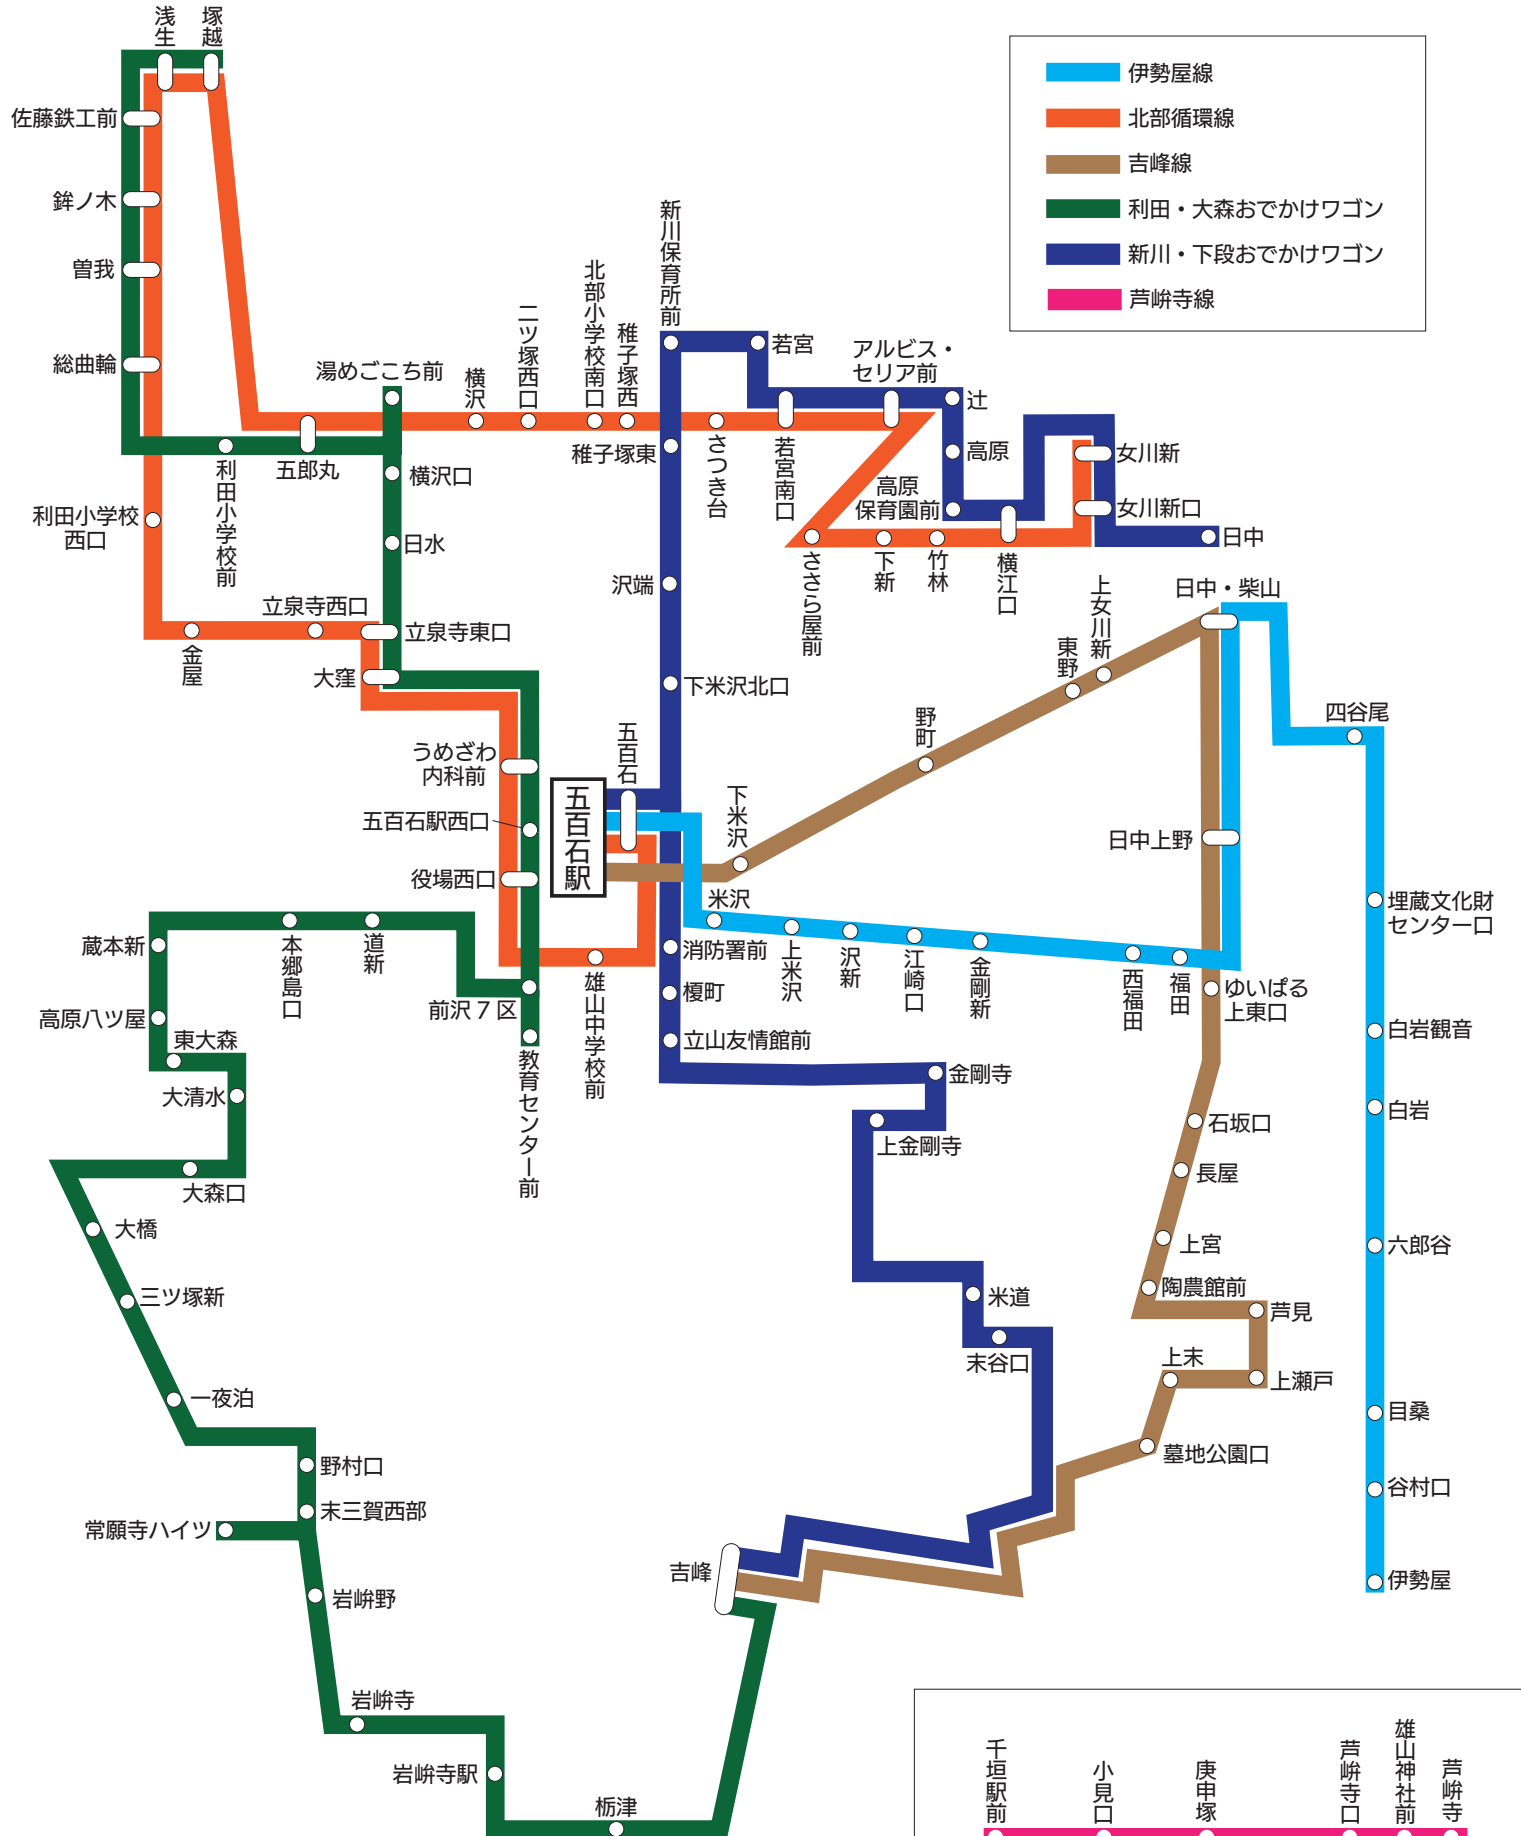 浅生
塚越
佐藤鉄工前
鉾ノ木
曽我
総曲輪
伊勢屋線
北部循環線
吉峰線
利田・大森おでかけワゴン
新川・下段おでかけワゴン
芦峅寺線
湯めごこち前
横沢
二ツ塚西口
北部小学校南口
稚子塚西
新川保育所前
若宮
アルビス・
セリア前
辻
利田小学校前
五郎丸
横沢口
稚子塚東
さつき台
若宮南口
高原
高原
保育園前
女川新
女川新口
日中
利田小学校
西口
日水
沢端
ささら屋前
下新
竹林
横江口
金屋
立泉寺西口
立泉寺東口
大窪
下米沢北口
東野
上女川新
日中・柴山
四谷尾
うめざわ
内科前
五百石
野町
下米沢
五百石駅西口
五百石駅
日中上野
役場西口
米沢
埋蔵文化財
センター口
蔵本新
本郷島口
道新
前沢7区
雄山中学校前
消防署前
上米沢
沢新
江崎口
金剛新
西福田
福田
榎町
ゆいぱる
上東口
高原八ツ屋
東大森
教育センター前
立山友情館前
白岩観音
大清水
金剛寺
白岩
上金剛寺
石坂口
大森口
長屋
大橋
上宮
六郎谷
三ツ塚新
米道
陶農館前
芦見
末谷口
上末
上瀬戸
一夜泊
目桑
墓地公園口
野村口
谷村口
末三賀西部
常願寺ハイツ
吉峰
伊勢屋
岩峅野
岩峅寺
岩峅寺駅
栃津
千垣駅前
小見口
庚申塚
芦峅寺口
雄山神社前
芦峅寺